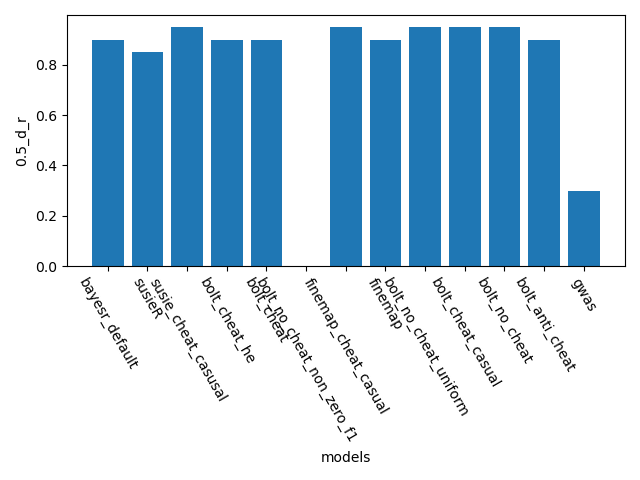 0.5_d_r
0.8
0.6
0.4
0.2
0.0
bayesr_default
susieR
susie_cheat_casusal
bolt_cheat_he
bolt_cheat
bolt_no_cheat_non_zero_f1
finemap_cheat_casual
finemap
bolt_no_cheat_uniform
bolt_cheat_casual
bolt_no_cheat
bolt_anti_cheat
gwas
models